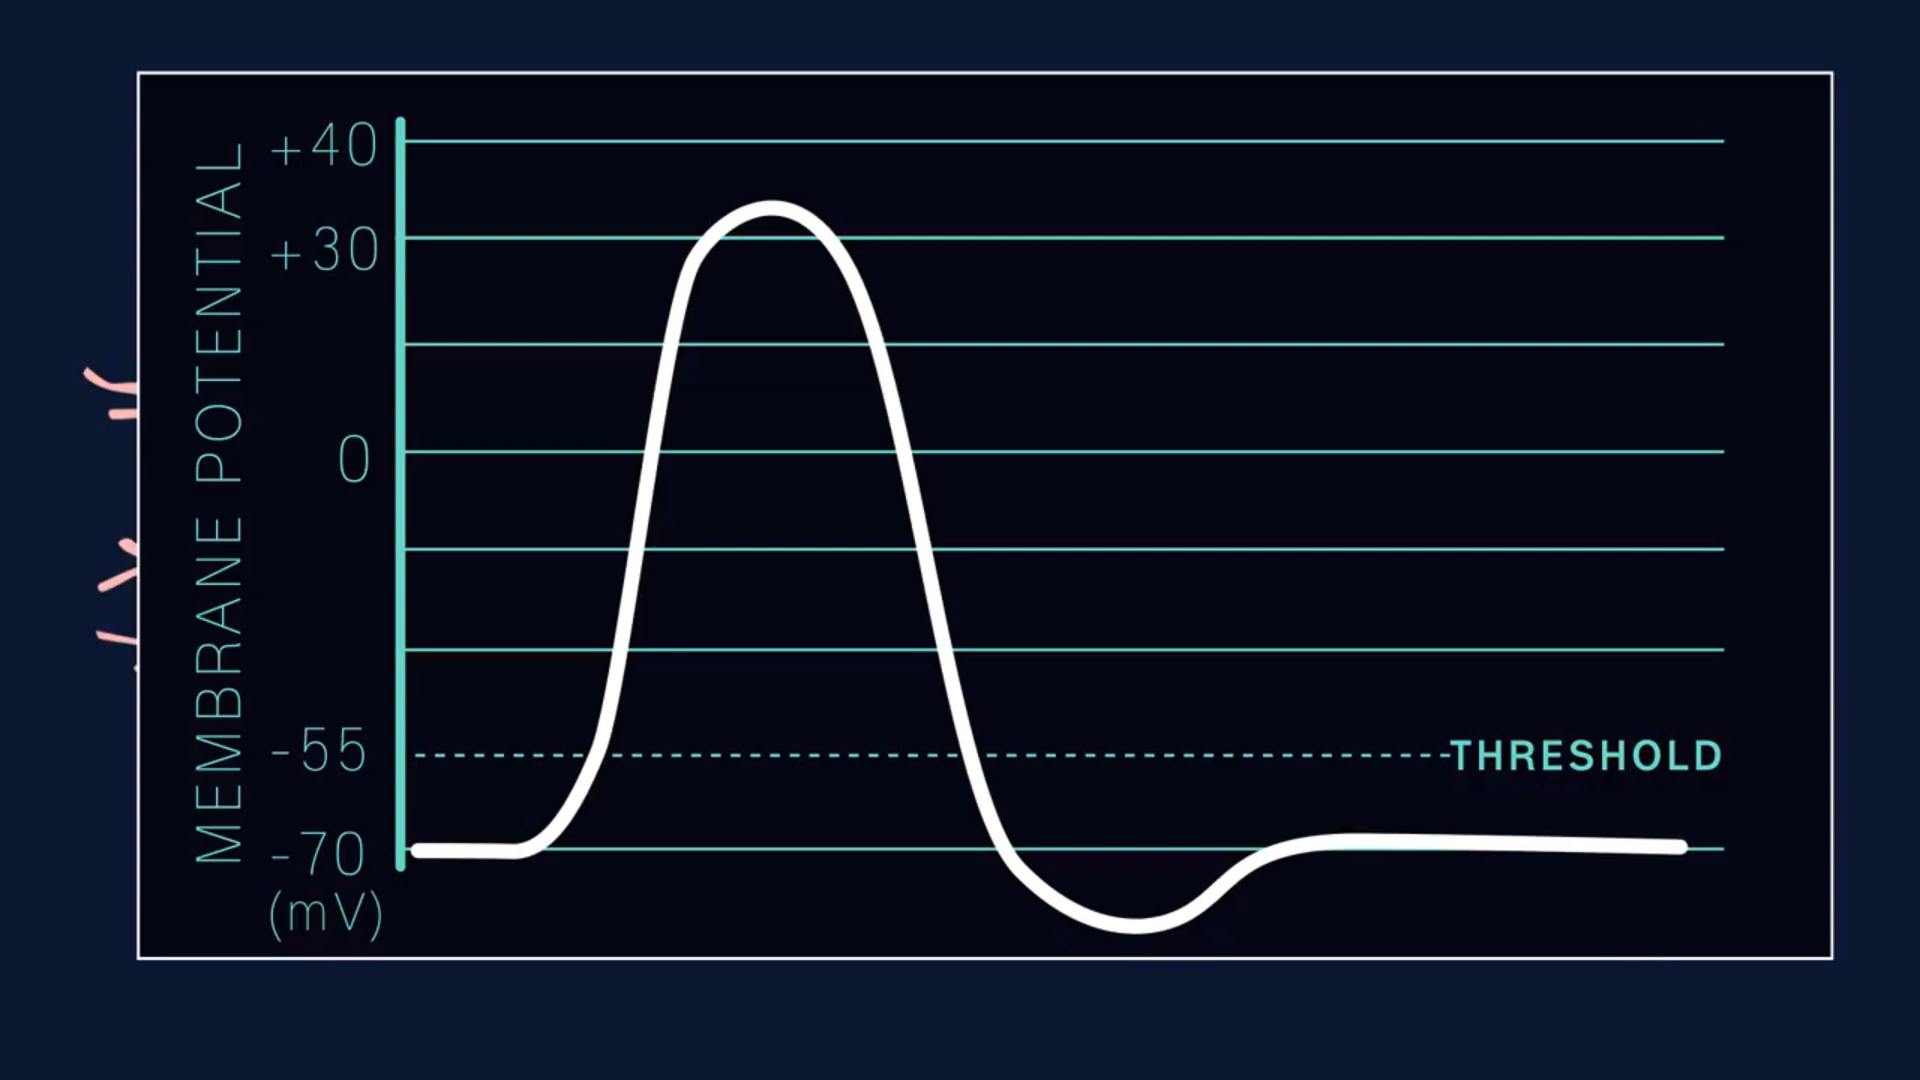 MEMBRANE POTENTIAL
+40
+30
0
-55
THRESHOLD
-70
(mV)